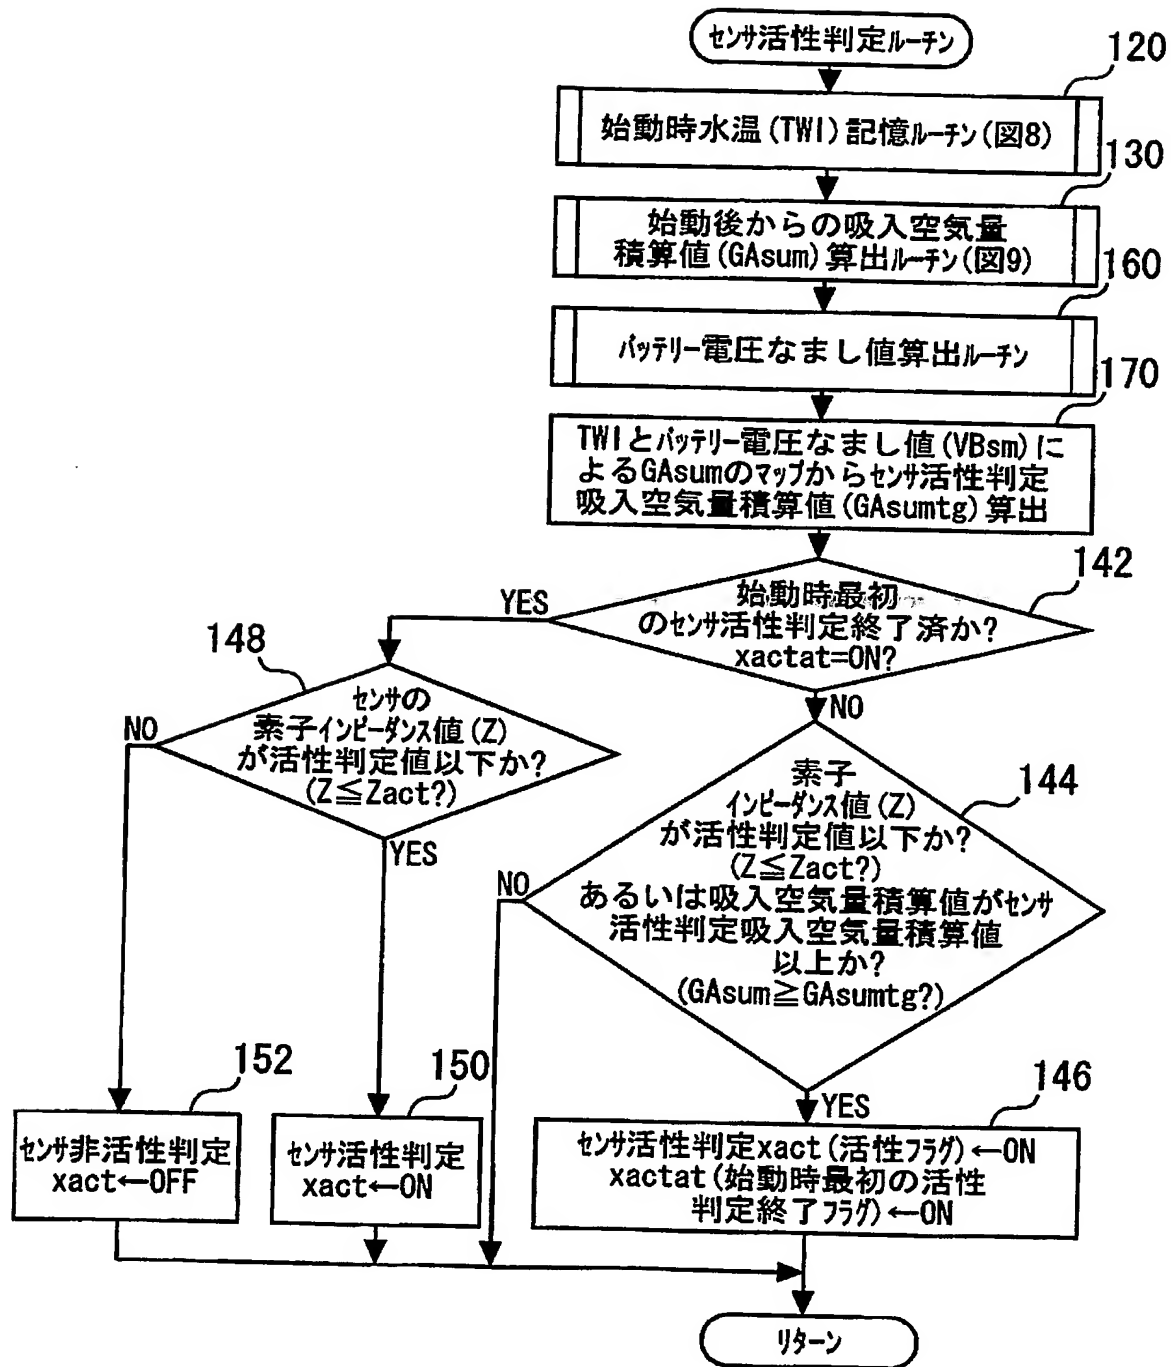 センサ活性判定ルーチン
120
始動時水温(TWI)記憶ルーチン(図8)
130
始動後からの吸入空気量
積算値(GAsum)算出ルーチン(図9)
160
バッテリー電圧なまし値算出ルーチン
170
TWIとバッテリー電圧なまし値(VBsm)に
よるGAsumのマップからセンサ活性判定
吸入空気量積算値(GAsumtg)算出
142
始動時最初
のセンサ活性判定終了済か?
xactat=ON?
YES
NO
148
センサの
素子インピーダンス値(Z)
が活性判定値以下か?
(Z≦Zact?)
NO
YES
144
素子
インピーダンス値(Z)
が活性判定値以下か?
(Z≦Zact?)
あるいは吸入空気量積算値がセンサ
活性判定吸入空気量積算値
以上か?
(GAsum≧GAsumtg?)
NO
YES
152
センサ非活性判定
xact←OFF
150
センサ活性判定
xact←ON
146
センサ活性判定xact(活性フラグ)←ON
xactat(始動時最初の活性
判定終了フラグ)←ON
リターン